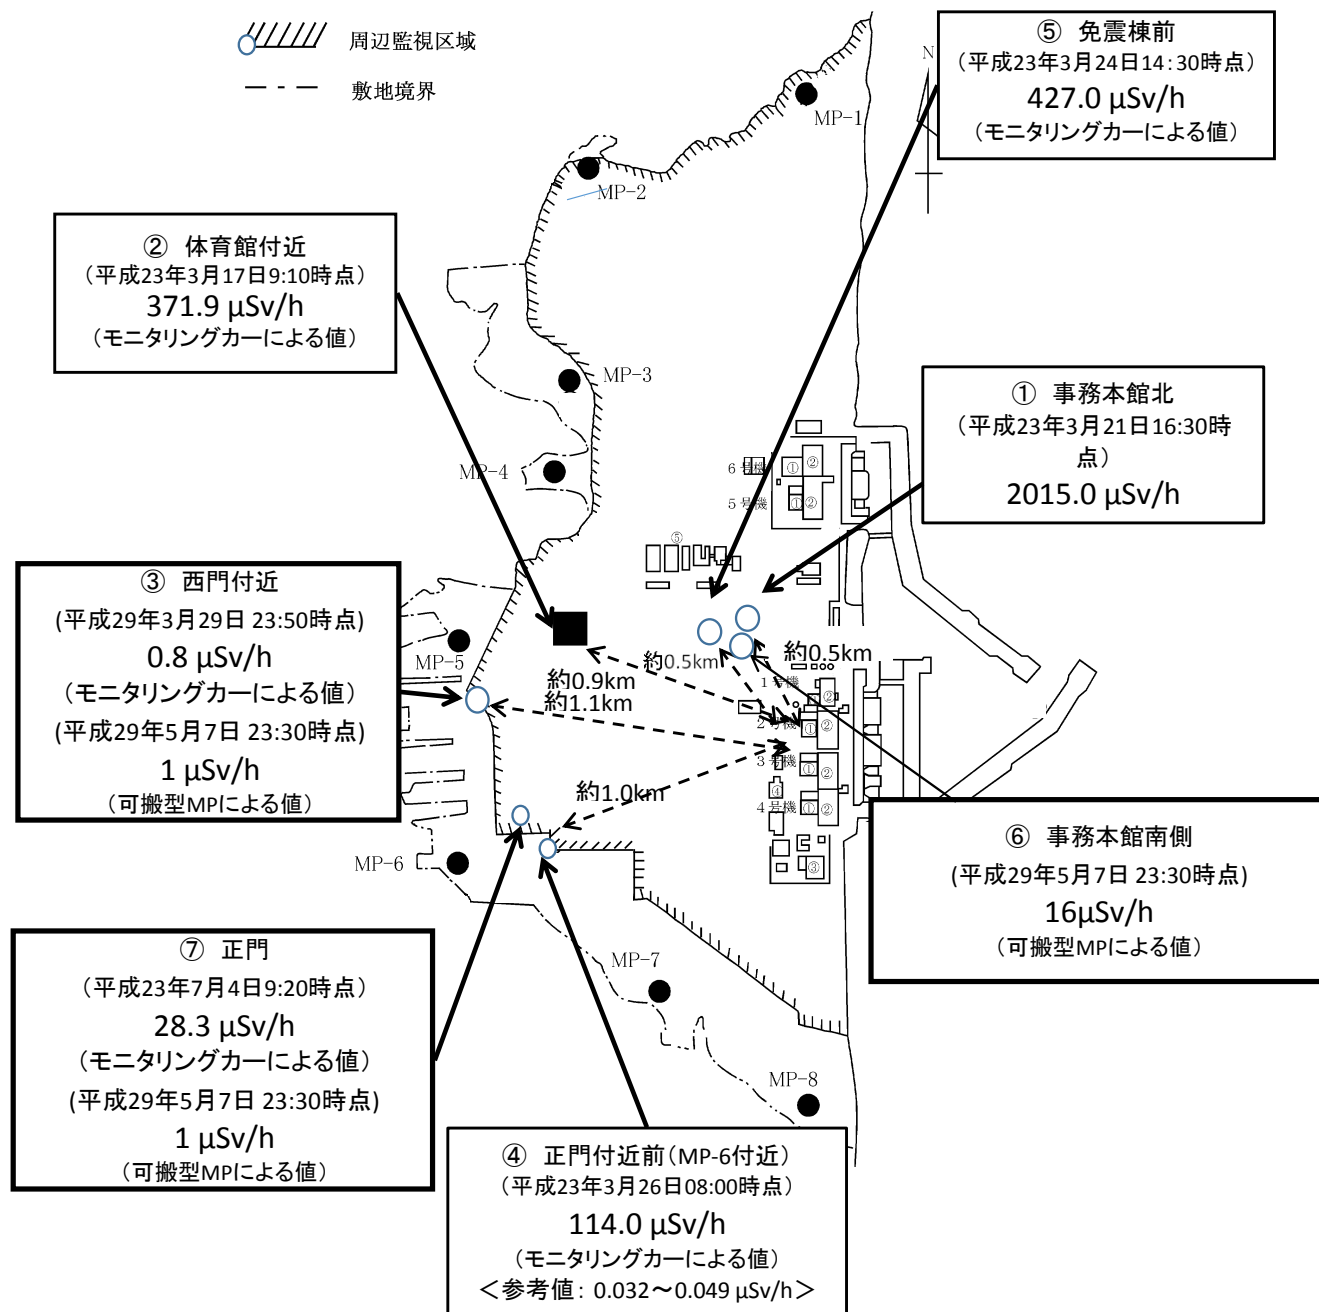 周辺監視区域
敷地境界
⑤ 免震棟前
(平成23年3月24日14:30時点)
427.0 μSv/h
(モニタリングカーによる値)
N
MP-1
MP-2
② 体育館付近
(平成23年3月17日9:10時点)
371.9 μSv/h
(モニタリングカーによる値)
MP-3
① 事務本館北
(平成23年3月21日16:30時
点)
2015.0 μSv/h
MP-4
6号機
①
②
5号機
①
②
⑤
③ 西門付近
(平成29年3月29日 23:50時点)
0.8 μSv/h
(モニタリングカーによる値)
(平成29年5月7日 23:30時点)
1 μSv/h
(可搬型MPによる値)
MP-5
約0.5km
約0.5km
約0.9km
約1.1km
1号機
②
2号機
①
②
3号機
①
②
④
4号機
①
②
③
約1.0km
MP-6
⑥ 事務本館南側
(平成29年5月7日 23:30時点)
16μSv/h
(可搬型MPによる値)
⑦ 正門
(平成23年7月4日9:20時点)
28.3 μSv/h
(モニタリングカーによる値)
(平成29年5月7日 23:30時点)
1 μSv/h
(可搬型MPによる値)
MP-7
MP-8
④ 正門付近前(MP-6付近)
(平成23年3月26日08:00時点)
114.0 μSv/h
(モニタリングカーによる値)
<参考値: 0.032～0.049 μSv/h>